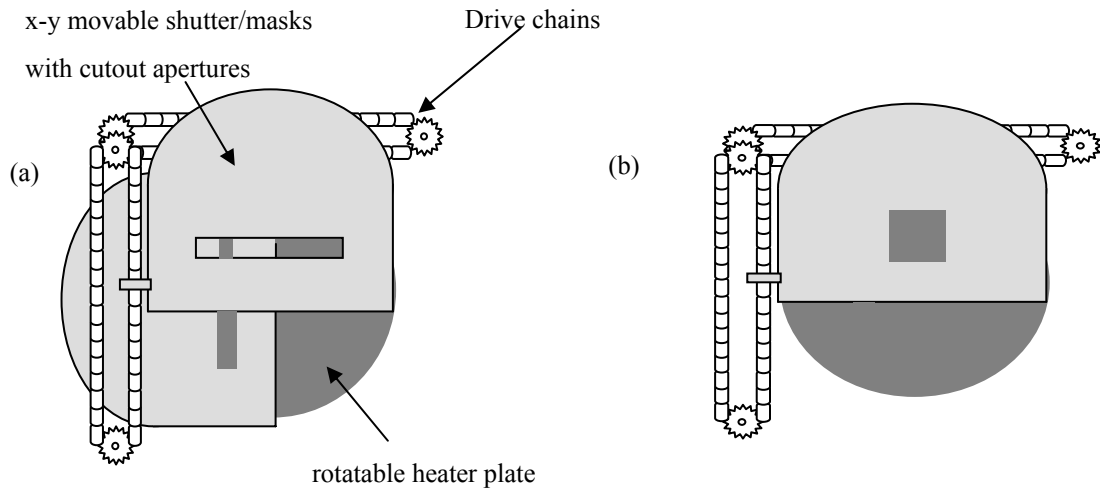 x-y movable shutter/masks
with cutout apertures
Drive chains
(a)
(b)
rotatable heater plate